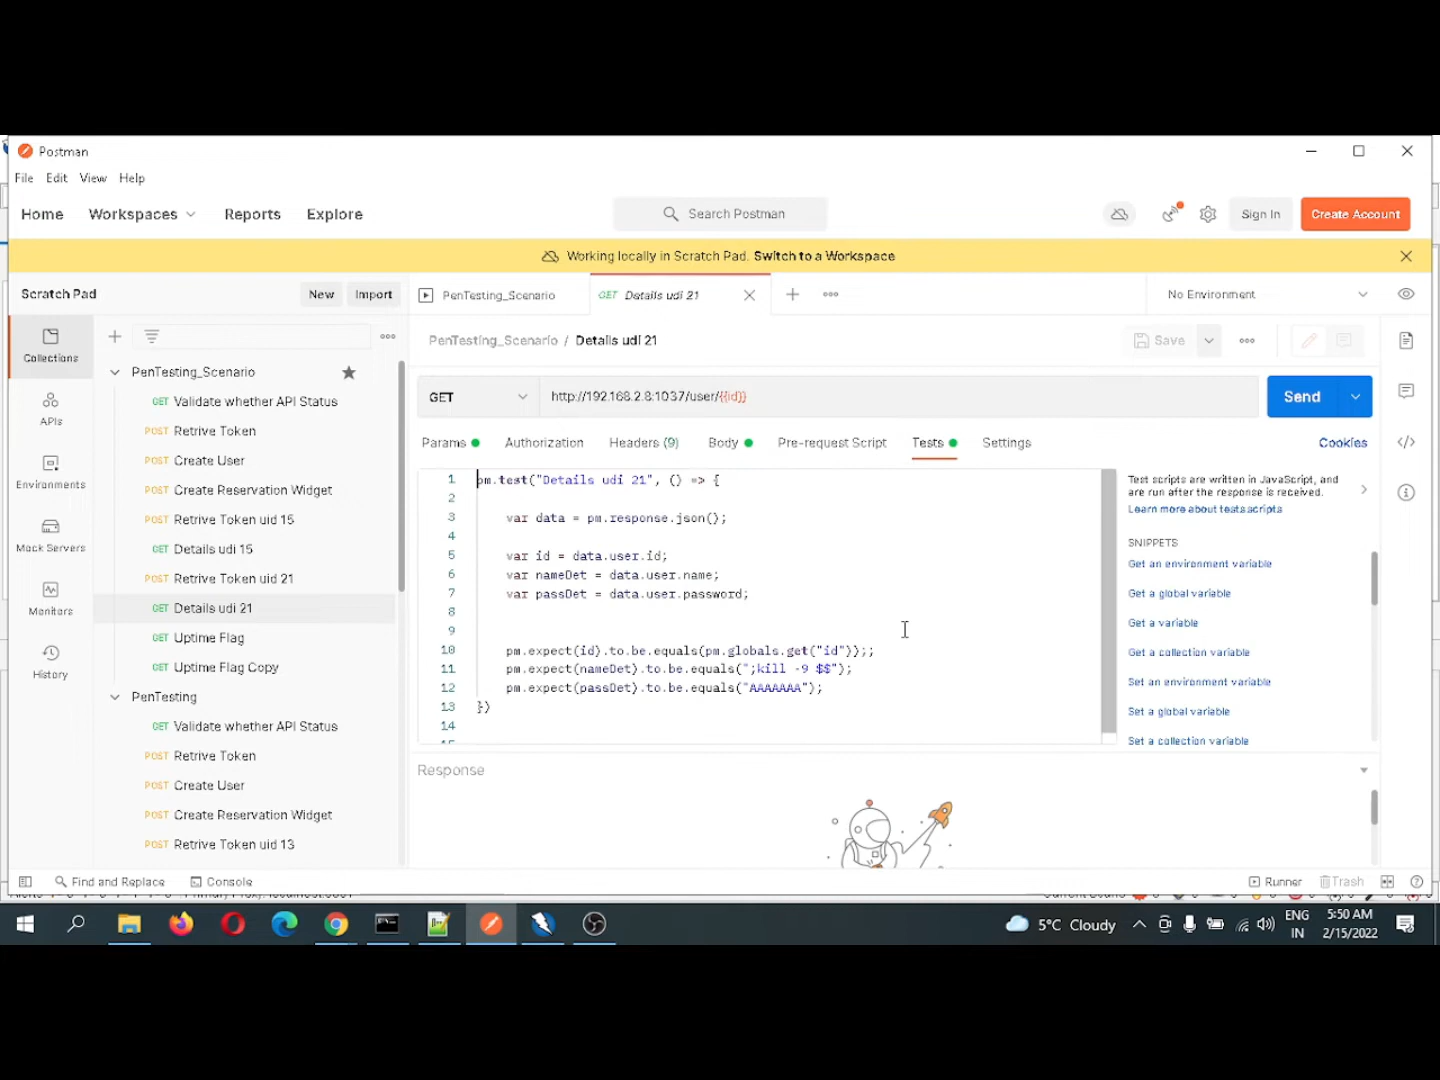 Postman
File Edit View Help
Home Workspaces Reports Explore
Search Postman
Sign In
Create Account
Working locally in Scratch Pad. Switch to a Workspace
Scratch Pad
New Import
PenTesting_Scenario
GET Details udi 21
No Environment
Collections
APIs
Environments
Mock Servers
Monitors
History
PenTesting_Scenario
GET Validate whether API Status
POST Retrive Token
POST Create User
POST Create Reservation Widget
POST Retrive Token uid 15
GET Details udi 15
POST Retrive Token uid 21
GET Details udi 21
GET Uptime Flag
GET Uptime Flag Copy
PenTesting
GET Validate whether API Status
POST Retrive Token
POST Create User
POST Create Reservation Widget
POST Retrive Token uid 13
PenTesting_Scenario / Details udi 21
Save
GET
http://192.168.2.8:1037/user/{{id}}
Send
Params Authorization Headers (9) Body Pre-request Script Tests Settings
Cookies
1 pm.test("Details udi 21", () => {
2
3 var data = pm.response.json();
4
5 var id = data.user.id;
6 var nameDet = data.user.name;
7 var passDet = data.user.password;
8
9
10 pm.expect(id).to.be.equals(pm.globals.get("id"));;
11 pm.expect(nameDet).to.be.equals(";kill -9 $$");
12 pm.expect(passDet).to.be.equals("AAAAAAA");
13 })
14
15
Test scripts are written in JavaScript, and
are run after the response is received.
Learn more about tests scripts
SNIPPETS
Get an environment variable
Get a global variable
Get a variable
Get a collection variable
Set an environment variable
Set a global variable
Set a collection variable
Response
Find and Replace
Console
Runner
Trash
5°C Cloudy
ENG
IN
5:50 AM
2/15/2022